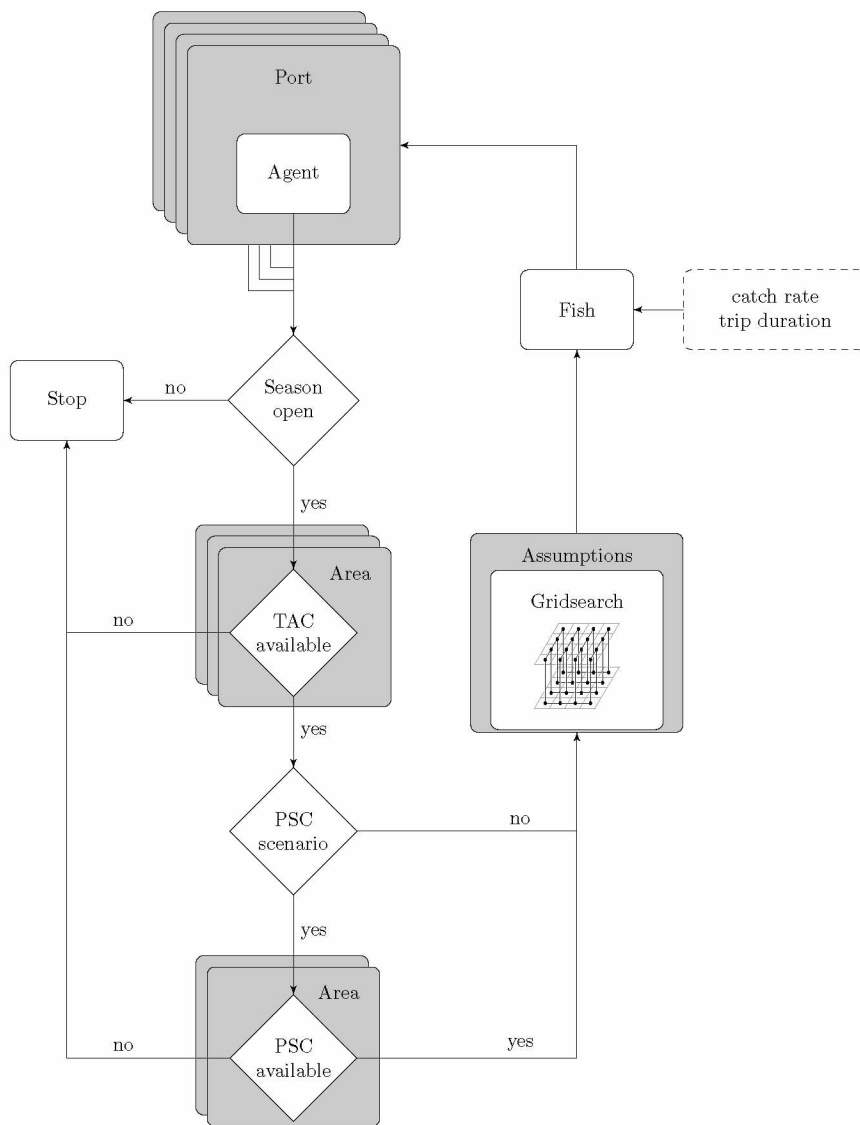 Port
Agent
Fish
catch rate
trip duration
Season
open
no
Stop
yes
Area
TAC
available
no
Assumptions
Gridsearch
yes
PSC
scenario
no
yes
Area
PSC
available
no
yes